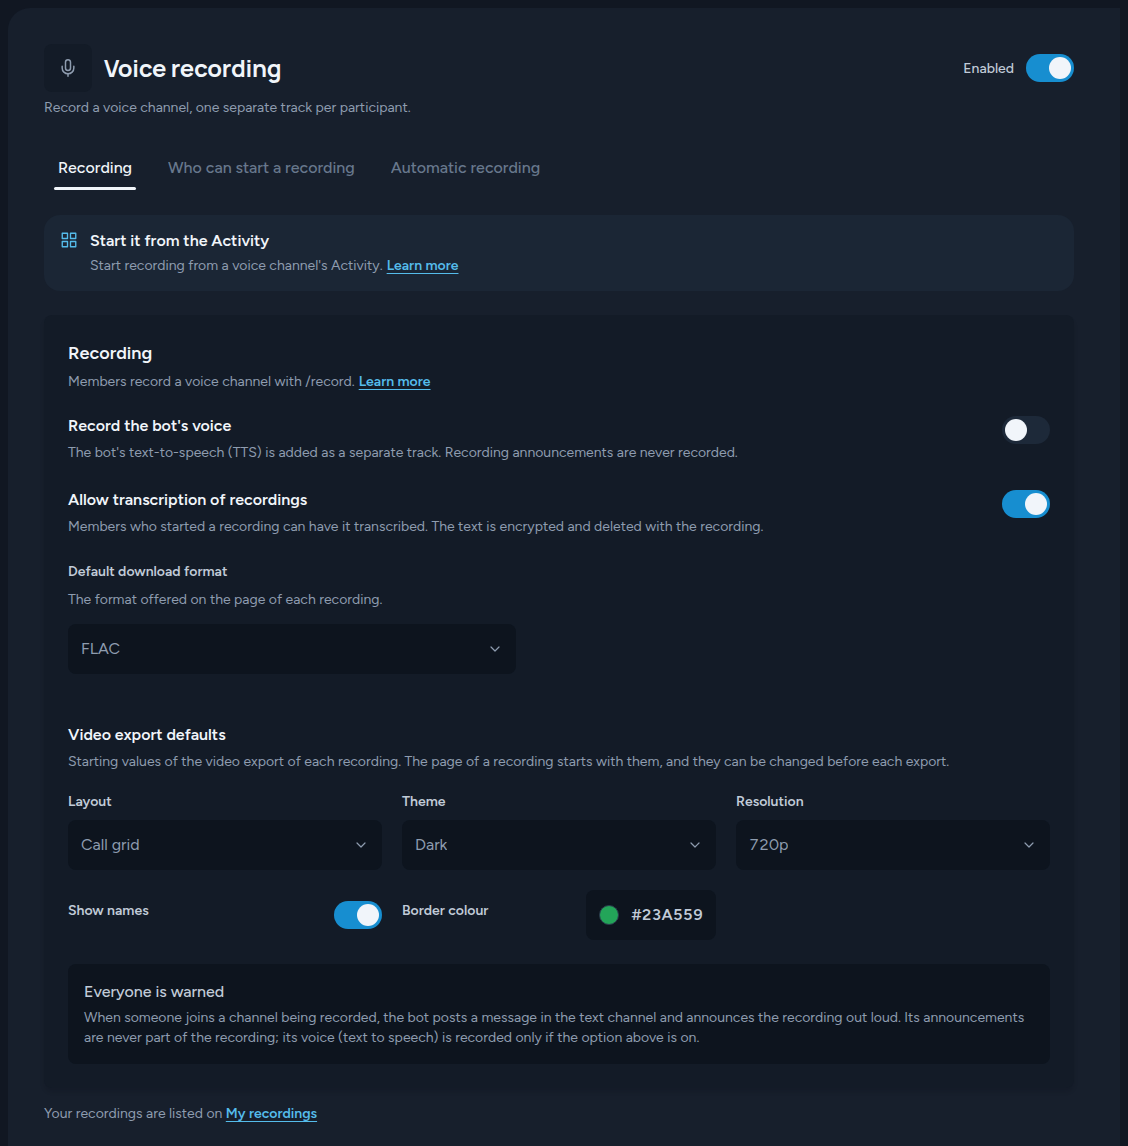 Voice recording
Enabled
Record a voice channel, one separate track per participant.
Recording
Who can start a recording
Automatic recording
Start it from the Activity
Start recording from a voice channel's Activity. Learn more
Recording
Members record a voice channel with /record. Learn more
Record the bot's voice
The bot's text-to-speech (TTS) is added as a separate track. Recording announcements are never recorded.
Allow transcription of recordings
Members who started a recording can have it transcribed. The text is encrypted and deleted with the recording.
Default download format
The format offered on the page of each recording.
FLAC
Video export defaults
Starting values of the video export of each recording. The page of a recording starts with them, and they can be changed before each export.
Layout
Theme
Resolution
Call grid
Dark
720p
Show names
Border colour
#23A559
Everyone is warned
When someone joins a channel being recorded, the bot posts a message in the text channel and announces the recording out loud. Its announcements
are never part of the recording; its voice (text to speech) is recorded only if the option above is on.
Your recordings are listed on My recordings